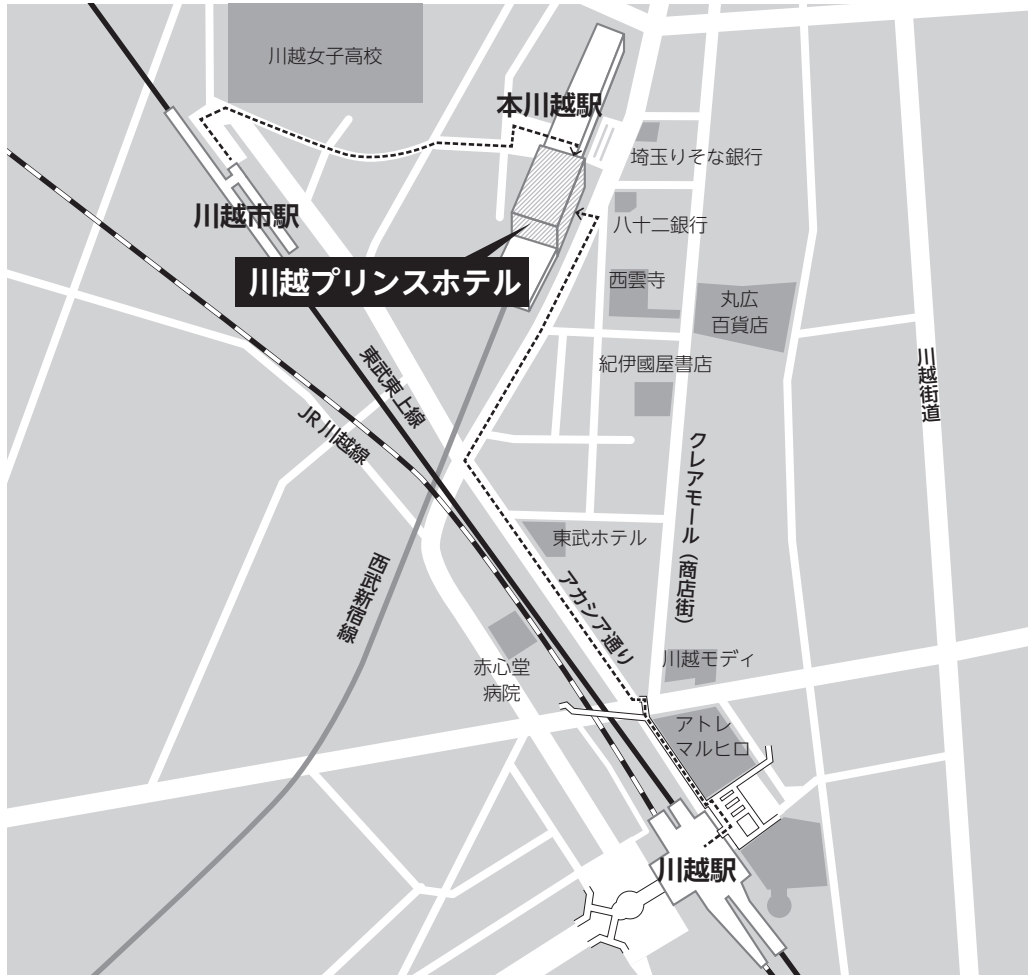 川越女子高校
本川越駅
埼玉りそな銀行
川越市駅
八十二銀行
川越プリンスホテル
西雲寺
丸広
百貨店
紀伊國屋書店
川越街道
東武東上線
JR 川越線
クレアモール（商店街）
東武ホテル
西武新宿線
アカシア通り
川越モディ
赤心堂
病院
アトレ
マルヒロ
川越駅